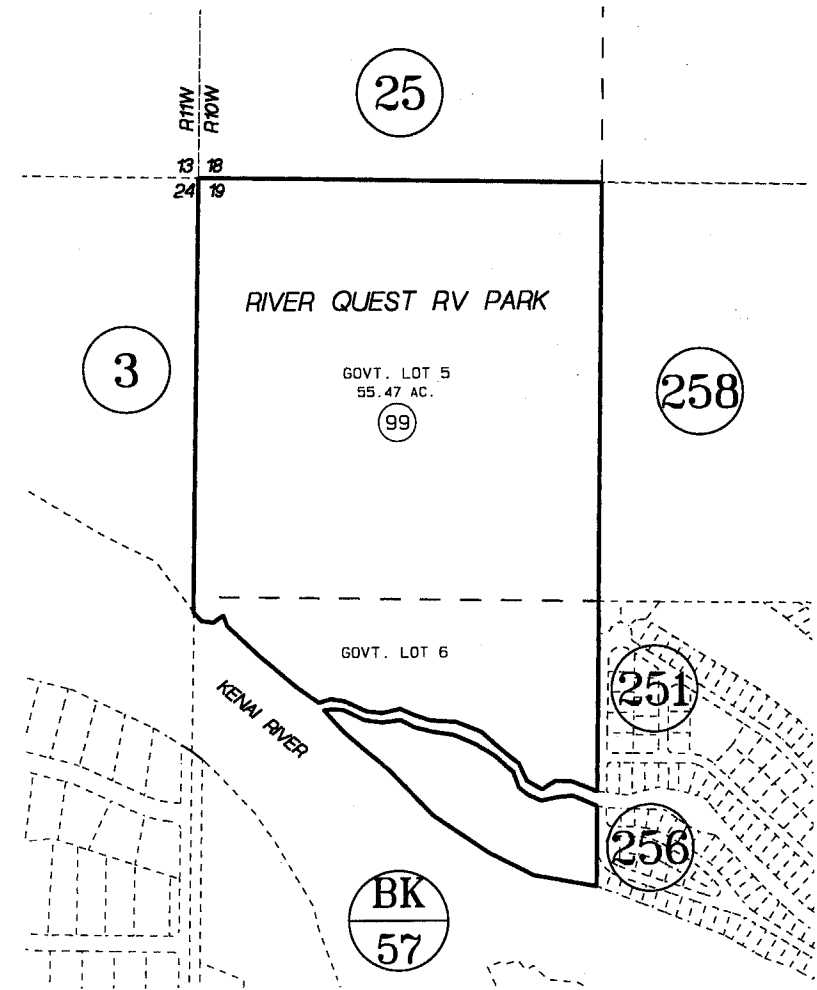 25
R11W
R10W
13 18
24 19
RIVER QUEST RV PARK
3
GOVT. LOT 5
55.47 AC.
99
258
GOVT. LOT 6
251
KENAI RIVER
256
BK
57